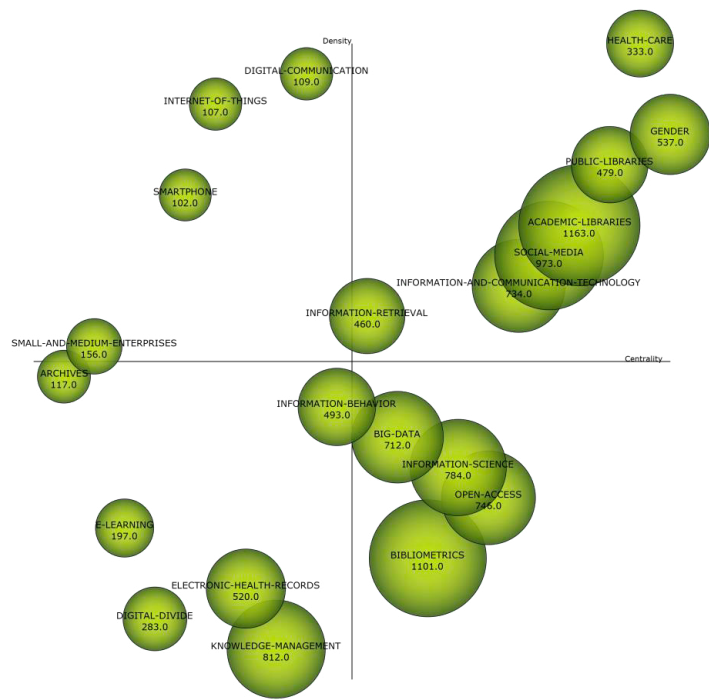 HEALTH-CARE
333.0
Density
DIGITAL-COMMUNICATION
109.0
INTERNET-OF-THINGS
107.0
GENDER
537.0
PUBLIC-LIBRARIES
479.0
SMARTPHONE
102.0
ACADEMIC-LIBRARIES
1163.0
SOCIAL-MEDIA
973.0
INFORMATION-AND-COMMUNICATION-TECHNOLOGY
734.0
INFORMATION-RETRIEVAL
460.0
SMALL-AND-MEDIUM-ENTERPRISES
156.0
Centrality
ARCHIVES
117.0
INFORMATION-BEHAVIOR
493.0
BIG-DATA
712.0
INFORMATION-SCIENCE
784.0
OPEN-ACCESS
746.0
E-LEARNING
197.0
BIBLIOMETRICS
1101.0
ELECTRONIC-HEALTH-RECORDS
520.0
DIGITAL-DIVIDE
283.0
KNOWLEDGE-MANAGEMENT
812.0